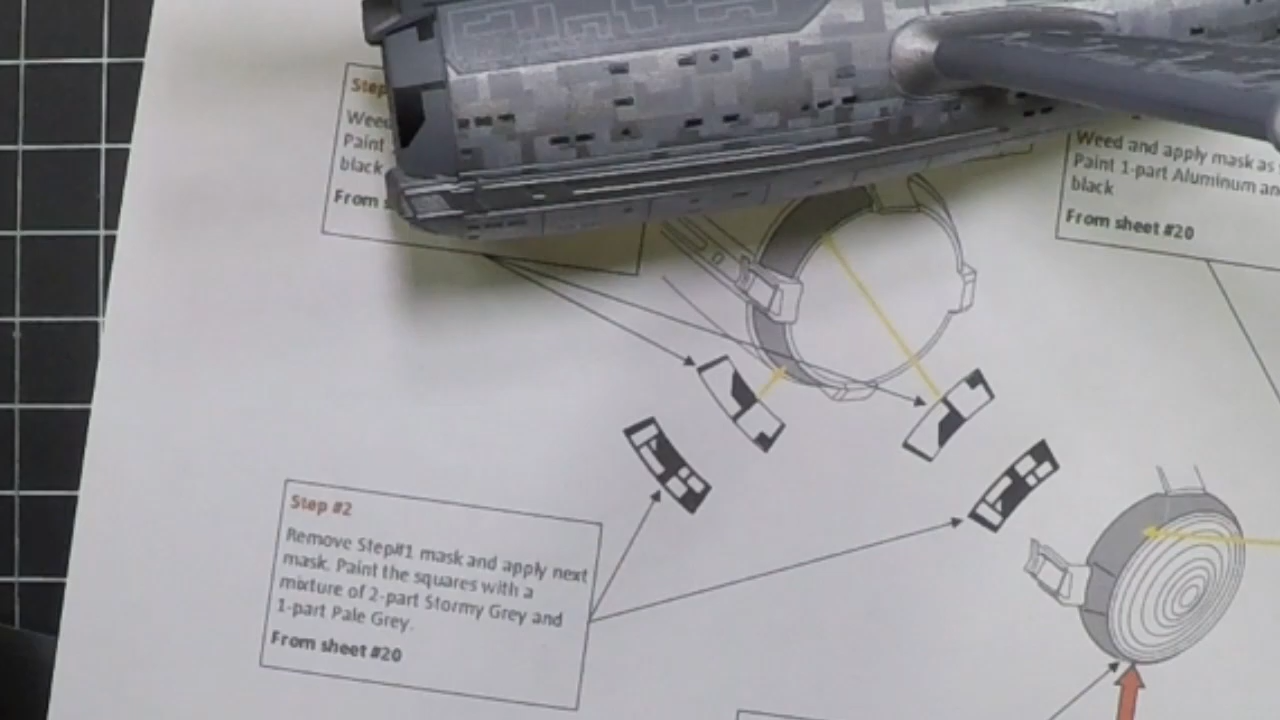 Step
Weed
Paint
black
From
Weed and apply mask as
Paint 1-part Aluminum an
black
From sheet #20
Step #2
Remove Step#1 mask and apply next
mask. Paint the squares with a
mixture of 2-part Stormy Grey and
1-part Pale Grey.
From sheet #20